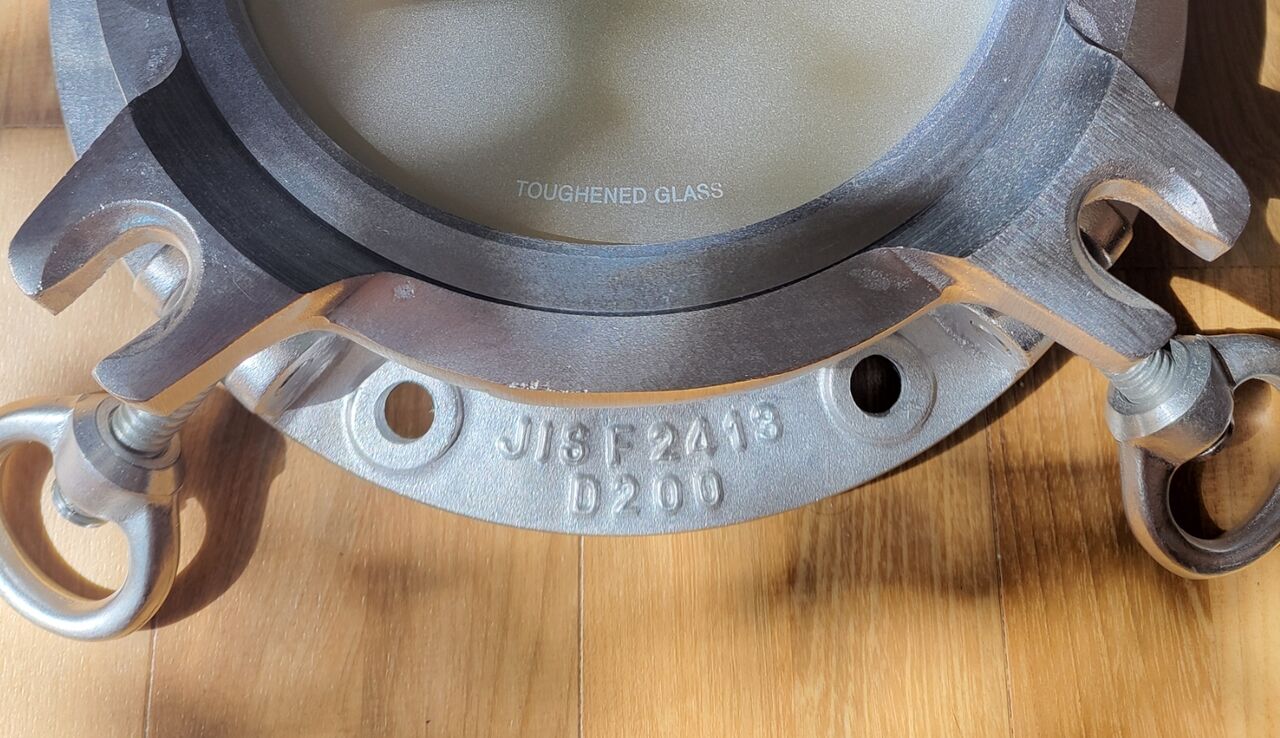 TOUGHENED GLASS
JIS F 2413
D200